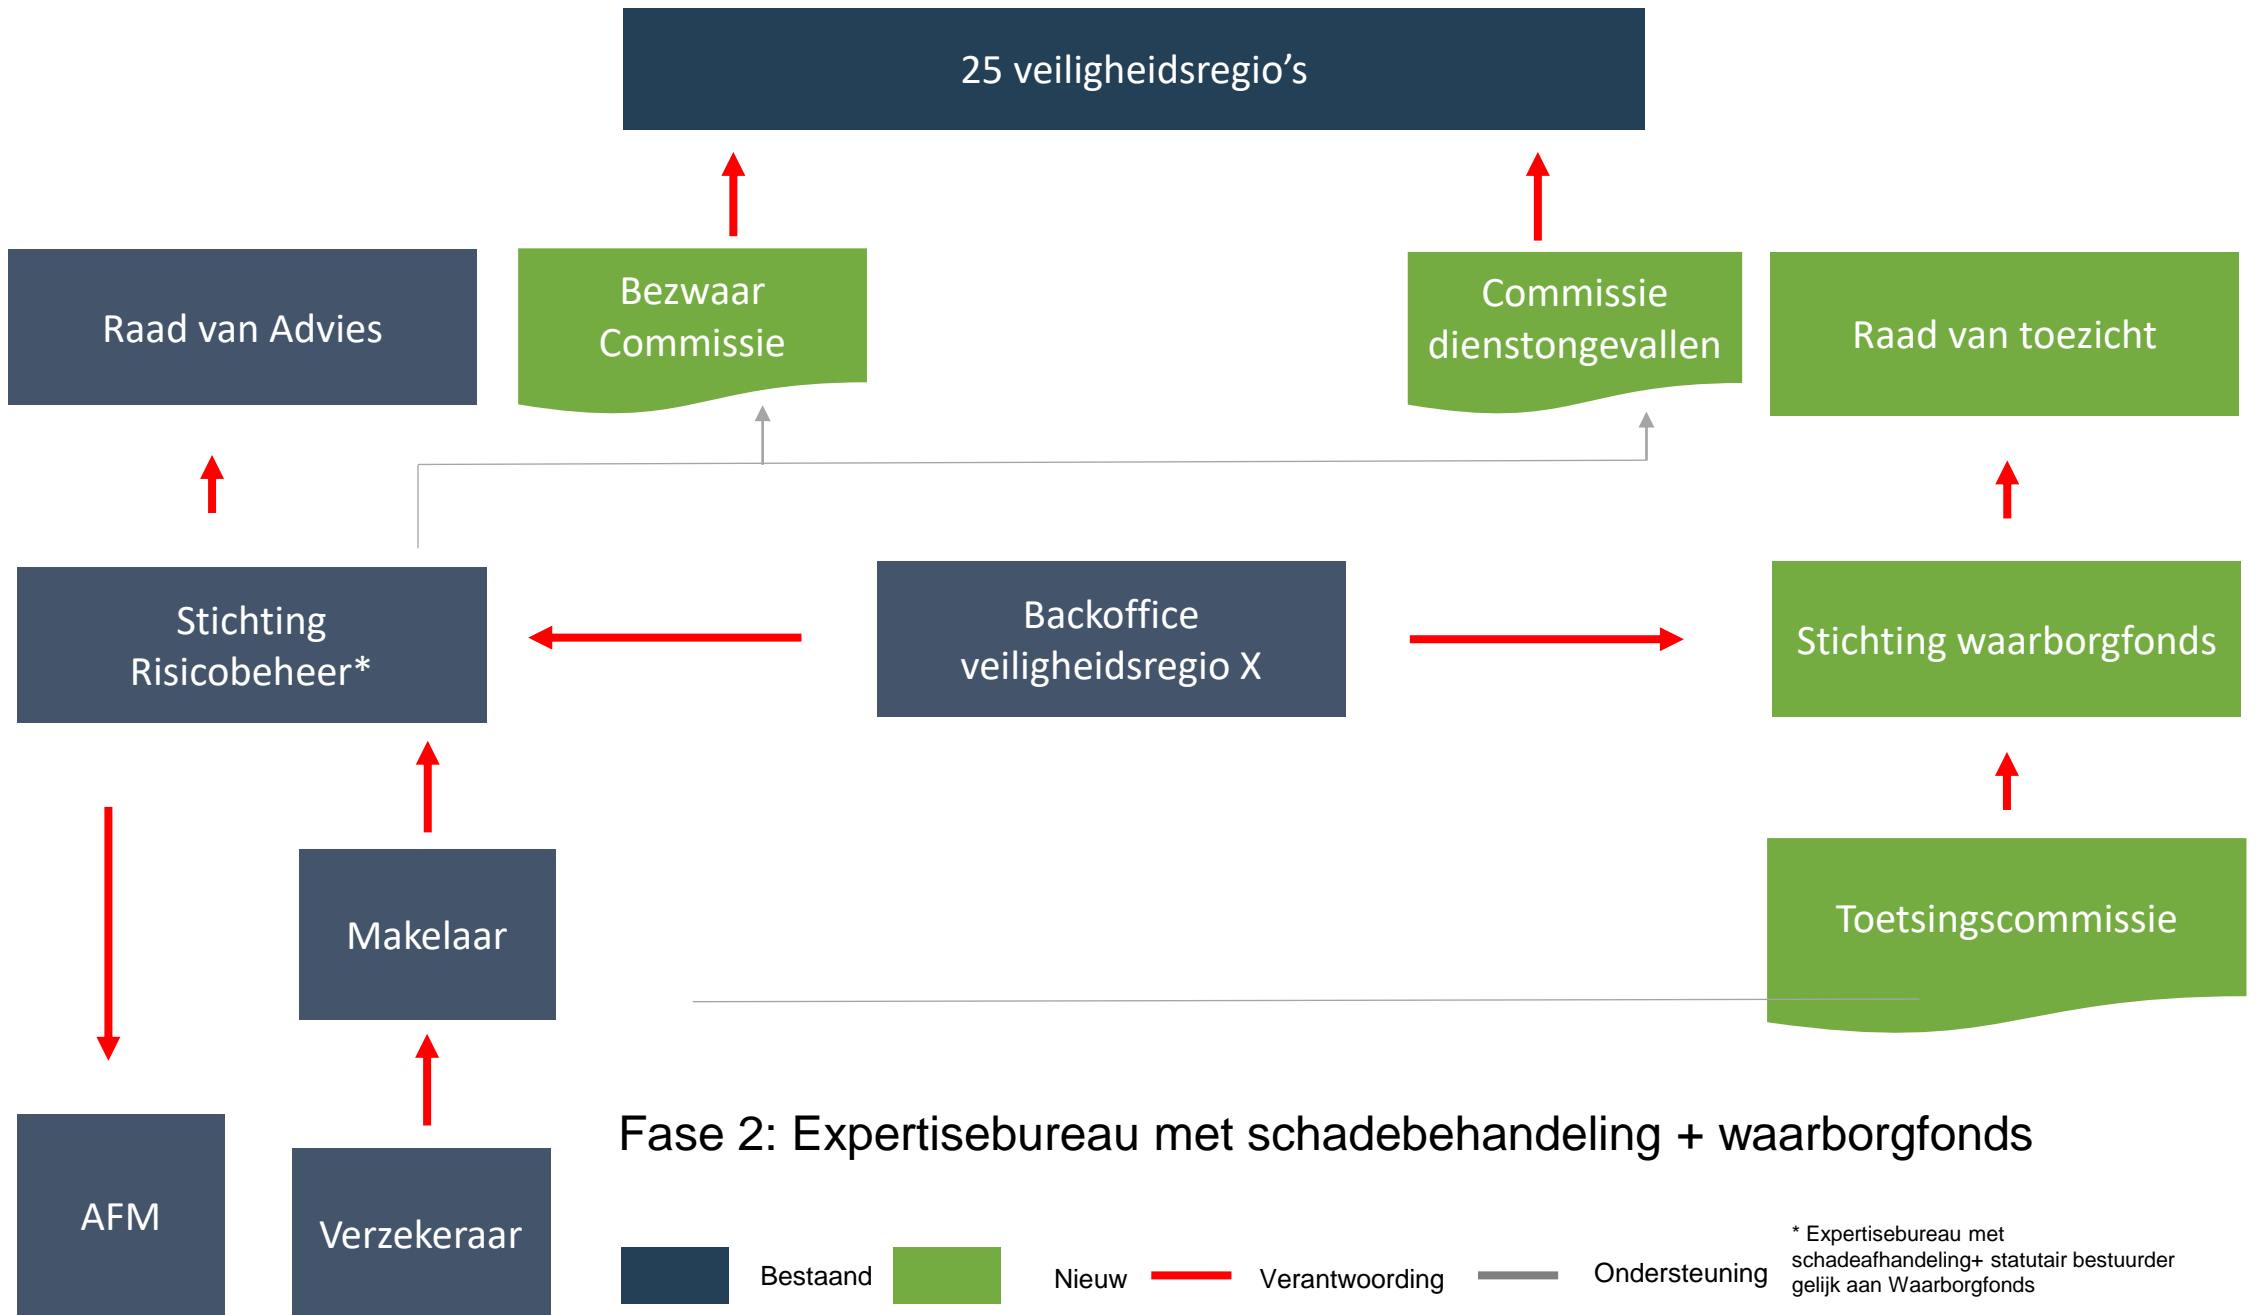 25 veiligheidsregio’s
Raad van Advies
Bezwaar
Commissie
Commissie
dienstongevallen
Raad van toezicht
Stichting
Risicobeheer*
Backoffice
veiligheidsregio X
Stichting waarborgfonds
Makelaar
Toetsingscommissie
AFM
Verzekeraar
Fase 2: Expertisebureau met schadebehandeling + waarborgfonds
Bestaand
Nieuw
Verantwoording
Ondersteuning
* Expertisebureau met
schadeafhandeling+ statutair bestuurder
gelijk aan Waarborgfonds